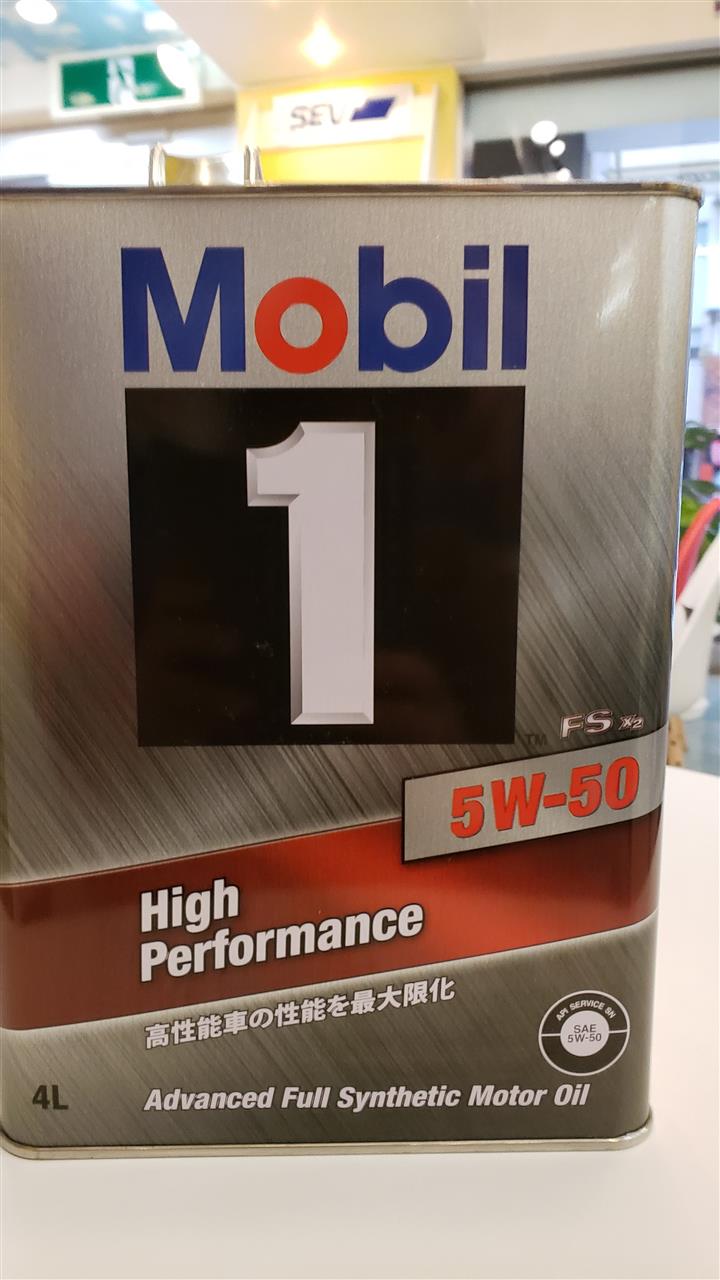 SEV
Mobil
1
TM
FS x2
5W-50
High
Performance
高性能車の性能を最大限化
API SERVICE SN
SAE
5W-50
4L
Advanced Full Synthetic Motor Oil